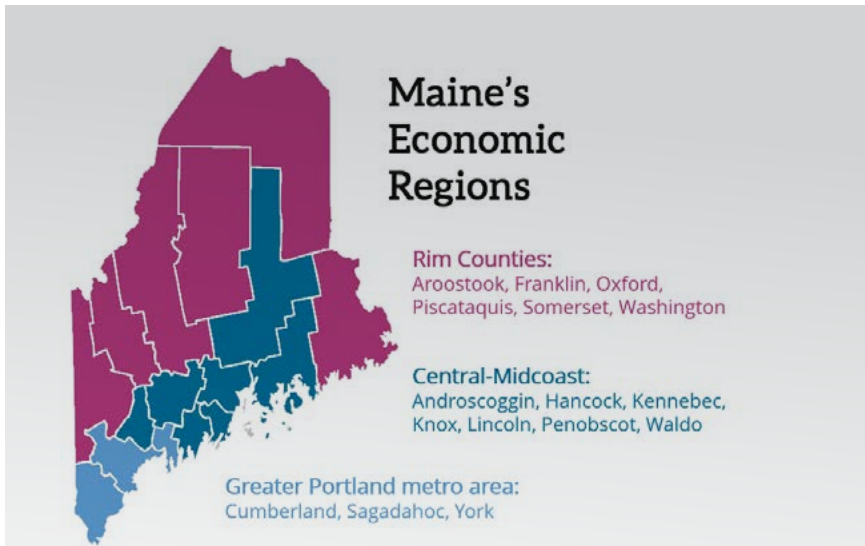 Maine's
Economic
Regions
Rim Counties:
Aroostook, Franklin, Oxford,
Piscataquis, Somerset, Washington
Central-Midcoast:
Androscoggin, Hancock, Kennebec,
Knox, Lincoln, Penobscot, Waldo
Greater Portland metro area:
Cumberland, Sagadahoc, York